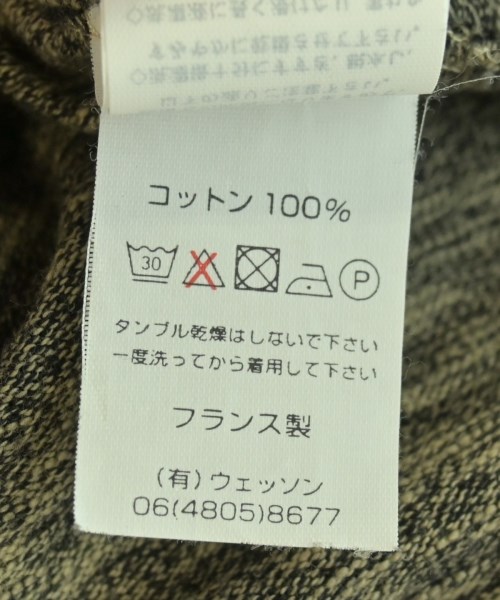 コットン 100%
30
P
タンブル乾燥はしないで下さい
一度洗ってから着用して下さい
フランス製
(有) ウェッソン
06(4805)8677